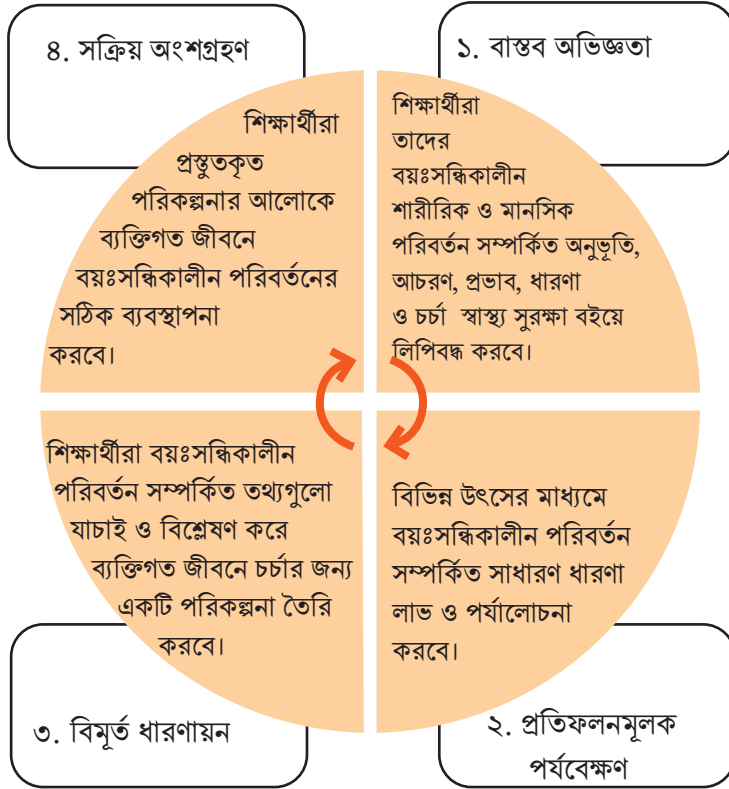 ৪. সক্রিয় অংশগ্রহণ
শিক্ষার্থীরা
প্রস্তুতকৃত
পরিকল্পনার আলোকে
ব্যক্তিগত জীবনে
বয়ঃসন্ধিকালীন পরিবর্তনের
সঠিক ব্যবস্থাপনা
করবে।
১. বাস্তব অভিজ্ঞতা
শিক্ষার্থীরা
তাদের
বয়ঃসন্ধিকালীন
শারীরিক ও মানসিক
পরিবর্তন সম্পর্কিত অনুভূতি,
আচরণ, প্রভাব, ধারণা
ও চর্চা স্বাস্থ্য সুরক্ষা বইয়ে
লিপিবদ্ধ করবে।
শিক্ষার্থীরা বয়ঃসন্ধিকালীন
পরিবর্তন সম্পর্কিত তথ্যগুলো
যাচাই ও বিশ্লেষণ করে
ব্যক্তিগত জীবনে চর্চার জন্য
একটি পরিকল্পনা তৈরি
করবে।
৩. বিমূর্ত ধারণায়ন
বিভিন্ন উৎসের মাধ্যমে
বয়ঃসন্ধিকালীন পরিবর্তন
সম্পর্কিত সাধারণ ধারণা
লাভ ও পর্যালোচনা
করবে।
২. প্রতিফলনমূলক
পর্যবেক্ষণ